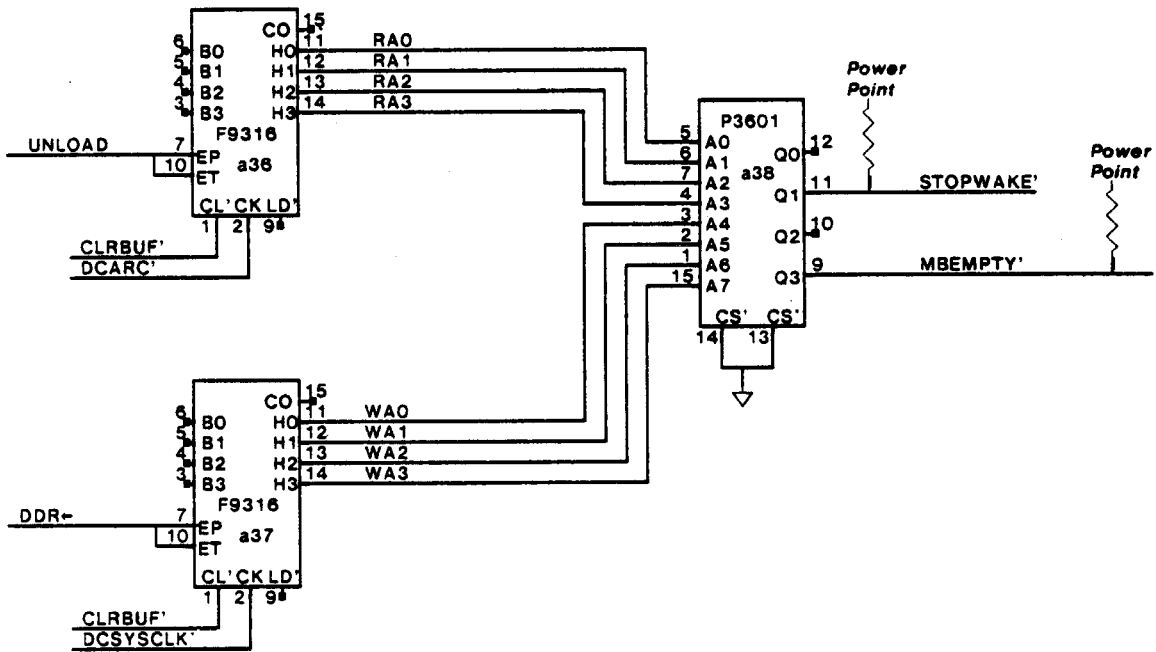 15
CO
6 B0 H0 11 RA0
5 B1 H1 12 RA1
4 B2 H2 13 RA2
3 B3 H3 14 RA3
F9316
UNLOAD 7 EP
a36
10 ET
CL' CK LD'
1 2 9
CLRBUF'
DCARC'
Power
Point
P3601
5 A0 Q0 12
6 A1
a38
7 A2 Q1 11 STOPWAKE'
4 A3
3 A4 Q2 10
2 A5
1 A6 Q3 9 MBEMPTY'
15 A7
CS' CS'
14 13
Power
Point
15
CO
6 B0 H0 11 WA0
5 B1 H1 12 WA1
4 B2 H2 13 WA2
3 B3 H3 14 WA3
F9316
DDR← 7 EP
a37
10 ET
CL' CK LD'
1 2 9
CLRBUF'
DCSYSCLK'